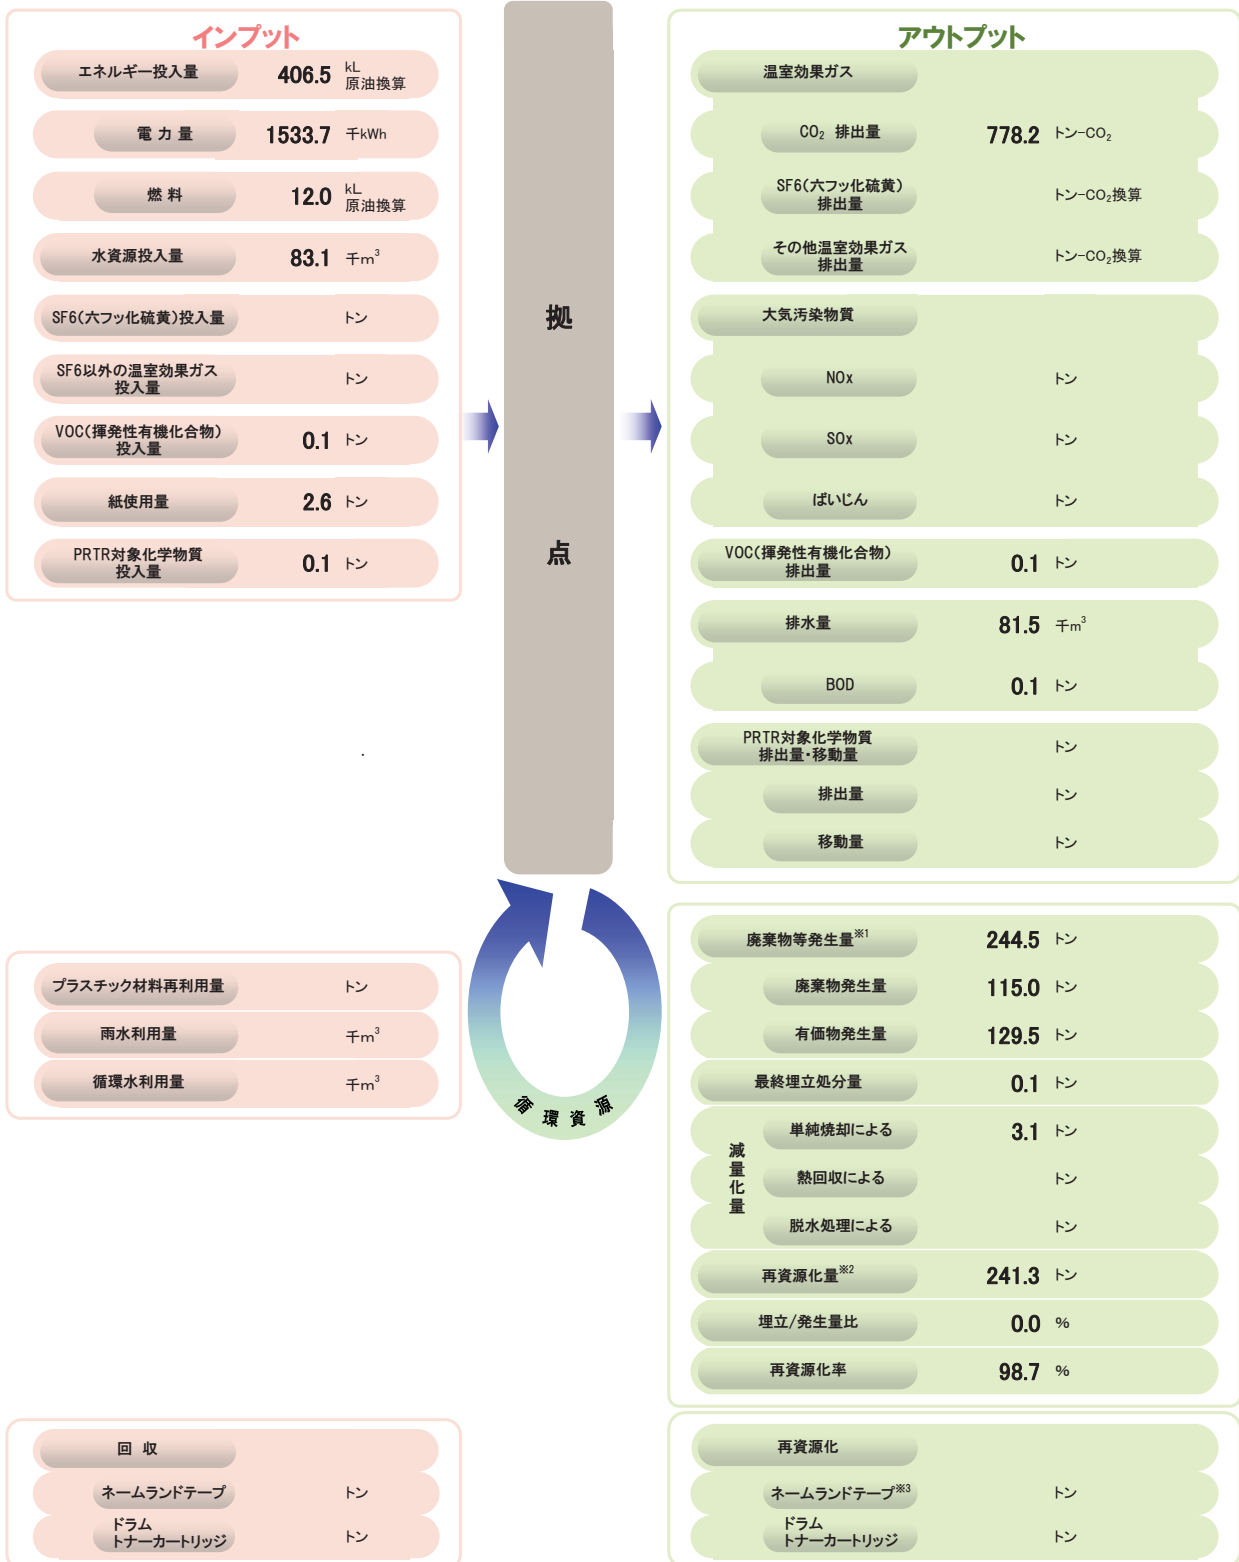 インプット
エネルギー投入量 406.5 kL
原油換算
電 力 量 1533.7 千kWh
燃 料 12.0 kL
原油換算
水資源投入量 83.1 千m³
SF6(六フッ化硫黄)投入量 トン
SF6以外の温室効果ガス
投入量 トン
VOC(揮発性有機化合物)
投入量 0.1 トン
紙使用量 2.6 トン
PRTR対象化学物質
投入量 0.1 トン
拠
点
アウトプット
温室効果ガス
CO₂ 排出量 778.2 トン-CO₂
SF6(六フッ化硫黄)
排出量 トン-CO₂換算
その他温室効果ガス
排出量 トン-CO₂換算
大気汚染物質
NOx トン
SOx トン
ばいじん トン
VOC(揮発性有機化合物)
排出量 0.1 トン
排水量 81.5 千m³
BOD 0.1 トン
PRTR対象化学物質
排出量・移動量 トン
排出量 トン
移動量 トン
プラスチック材料再利用量 トン
雨水利用量 千m³
循環水利用量 千m³
循環資源
廃棄物等発生量※1 244.5 トン
廃棄物発生量 115.0 トン
有価物発生量 129.5 トン
最終埋立処分量 0.1 トン
減量化量
単純焼却による 3.1 トン
熱回収による トン
脱水処理による トン
再資源化量※2 241.3 トン
埋立/発生量比 0.0 %
再資源化率 98.7 %
回 収
ネームランドテープ トン
ドラム
トナーカートリッジ トン
再資源化
ネームランドテープ※3 トン
ドラム
トナーカートリッジ トン